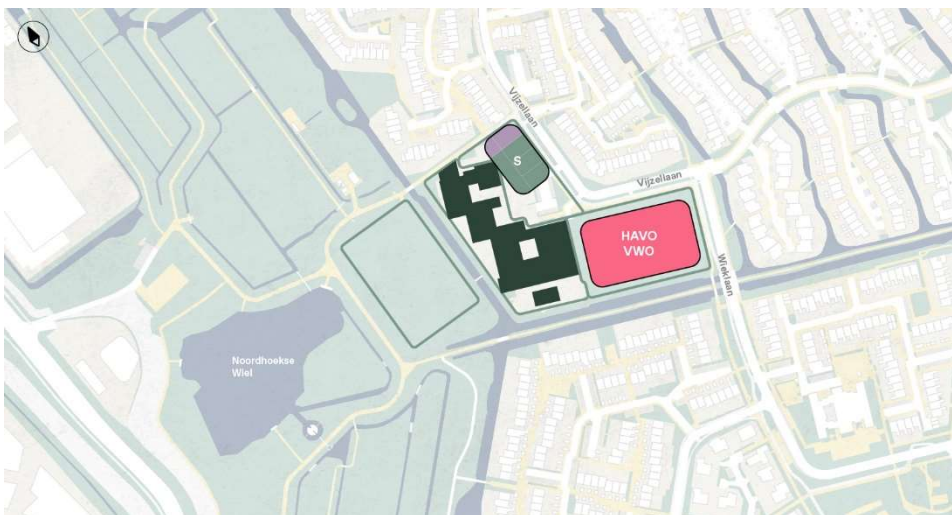 Vijzellaan
S
Vijzellaan
HAVO
VWO
Wieklaan
Noordhoekse
Wiel